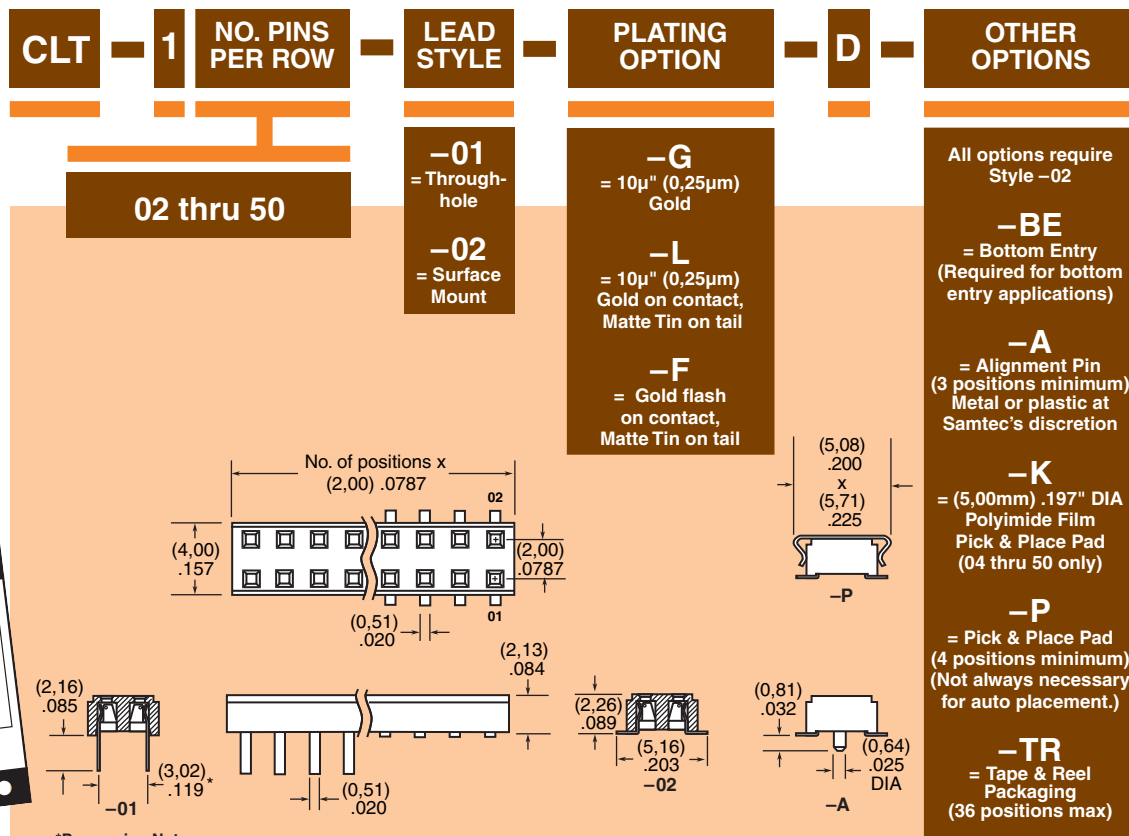 CLT
1
NO. PINS
PER ROW
LEAD
STYLE
PLATING
OPTION
D
OTHER
OPTIONS
02 thru 50
–01
= Through-
hole
–02
= Surface
Mount
–G
= 10µ" (0,25µm)
Gold
–L
= 10µ" (0,25µm)
Gold on contact,
Matte Tin on tail
–F
= Gold flash
on contact,
Matte Tin on tail
All options require
Style –02
–BE
= Bottom Entry
(Required for bottom
entry applications)
–A
= Alignment Pin
(3 positions minimum)
Metal or plastic at
Samtec's discretion
–K
= (5,00mm) .197" DIA
Polyimide Film
Pick & Place Pad
(04 thru 50 only)
–P
= Pick & Place Pad
(4 positions minimum)
(Not always necessary
for auto placement.)
–TR
= Tape & Reel
Packaging
(36 positions max)
No. of positions x
(2,00) .0787
02
(4,00)
.157
(2,00)
.0787
01
(0,51)
.020
(5,08)
.200
x
(5,71)
.225
–P
(2,16)
.085
(3,02)
.119*
–01
(2,13)
.084
(0,51)
.020
(2,26)
.089
(5,16)
.203
–02
(0,81)
.032
(0,64)
.025
DIA
–A